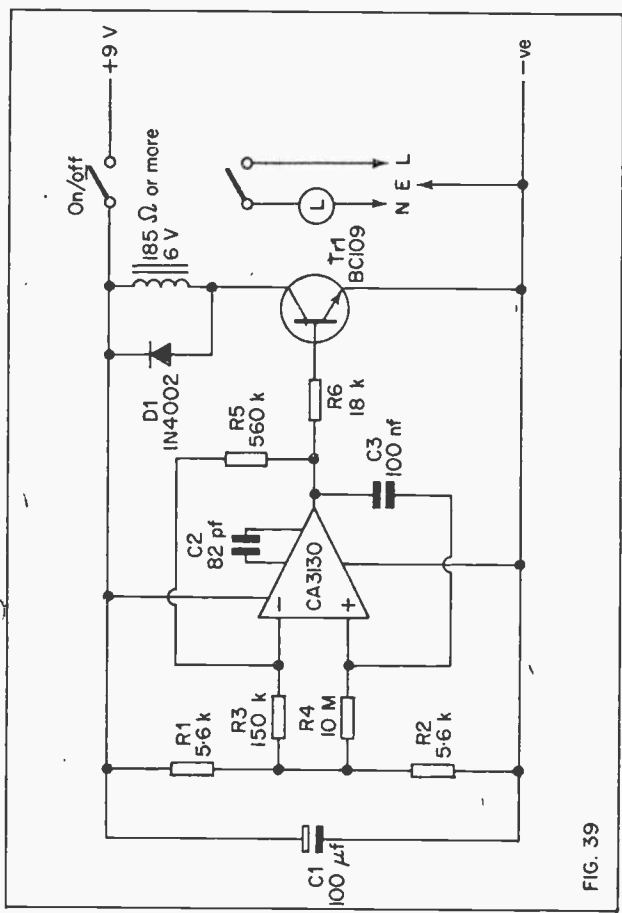 On/off
+9 V
D1
1N4002
185 Ω or more
6 V
R1
5·6 k
R3
150 k
R4
10 M
R2
5·6 k
C1
100 μf
C2
82 pf
CA3130
−
+
R5
560 k
R6
18 k
C3
100 nf
Tr1
BC109
L
N E L
−ve
FIG. 39